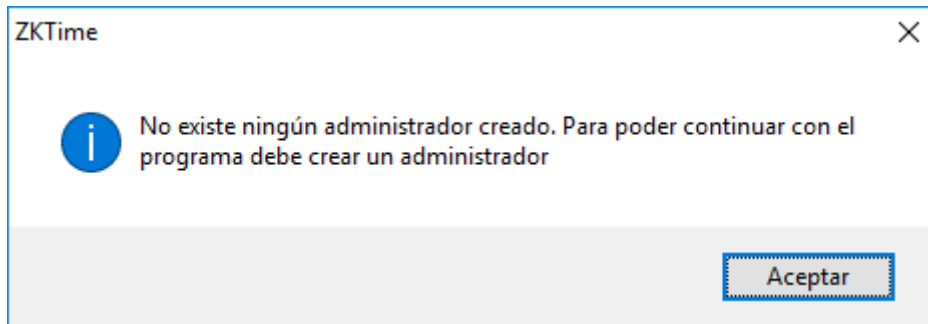 ZKTime
No existe ningún administrador creado. Para poder continuar con el
programa debe crear un administrador
Aceptar